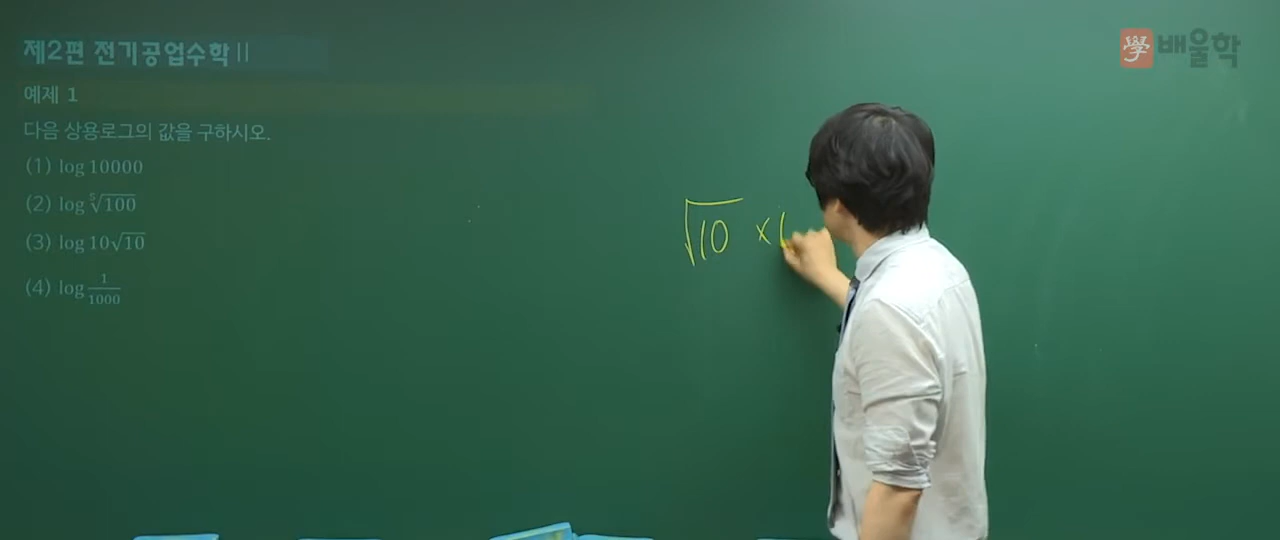 제2편 전기공업수학 II
學 배울학
예제 1
다음 상용로그의 값을 구하시오.
(1) log 10000
(2) log ⁵√100
(3) log 10√10
(4) log 1/1000
√10 ×